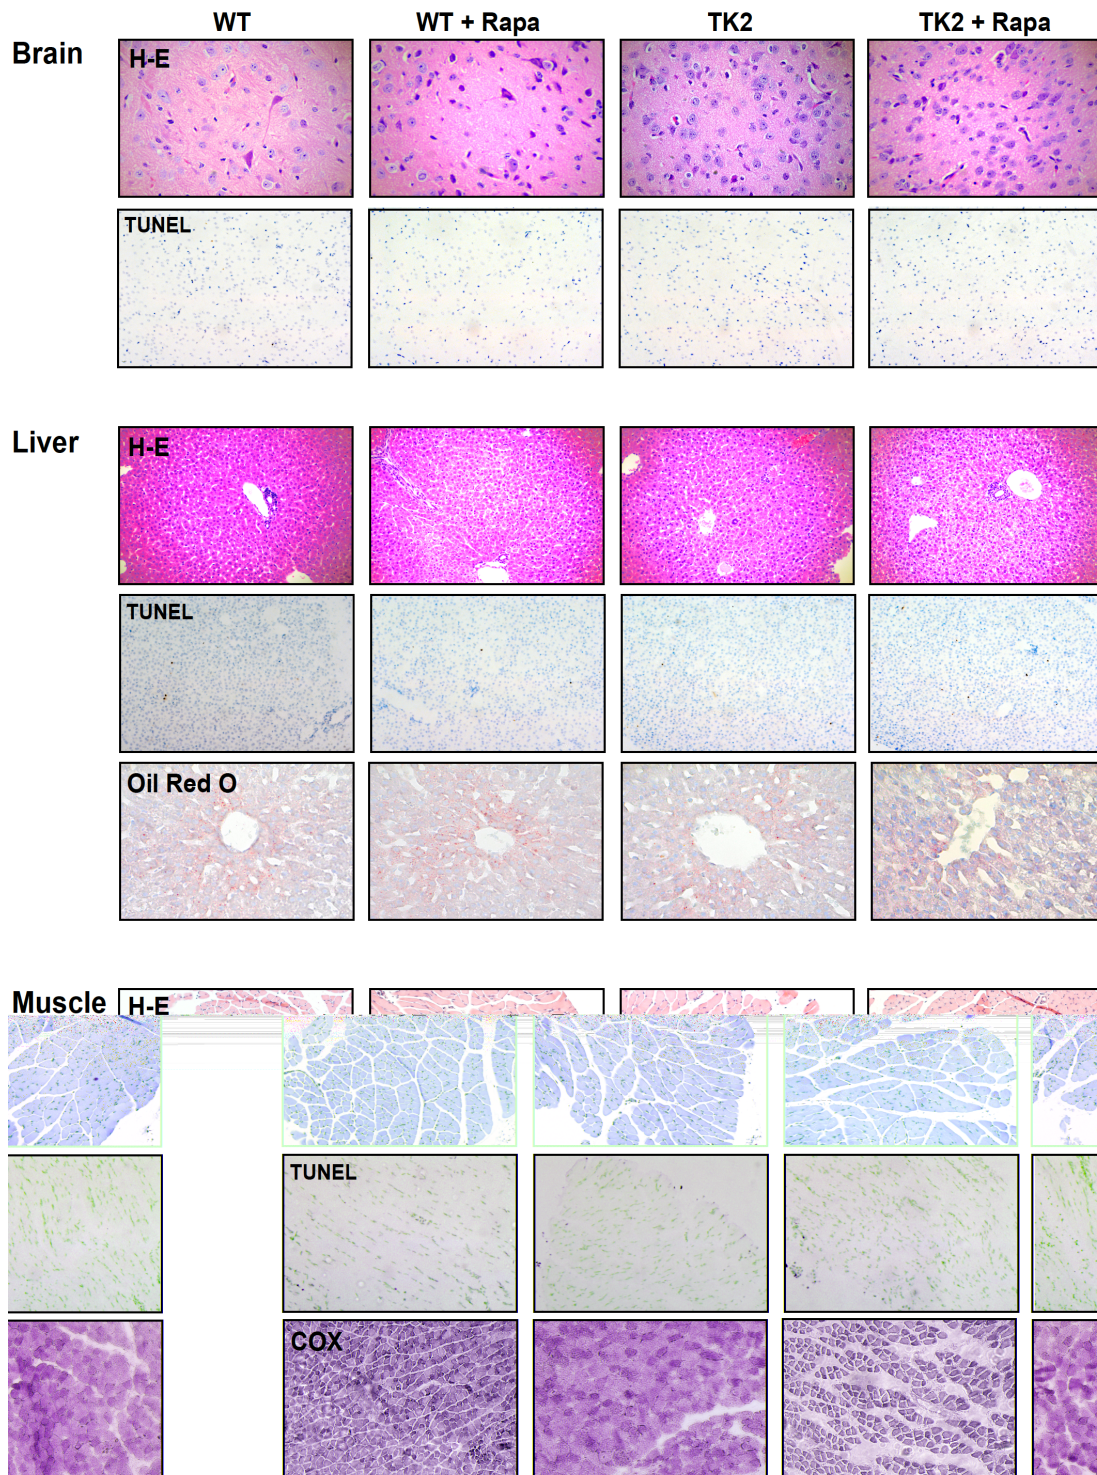 WT WT + Rapa TK2 TK2 + Rapa
Brain
H-E
TUNEL
Liver
H-E
TUNEL
Oil Red O
Muscle
H-E
TUNEL
COX